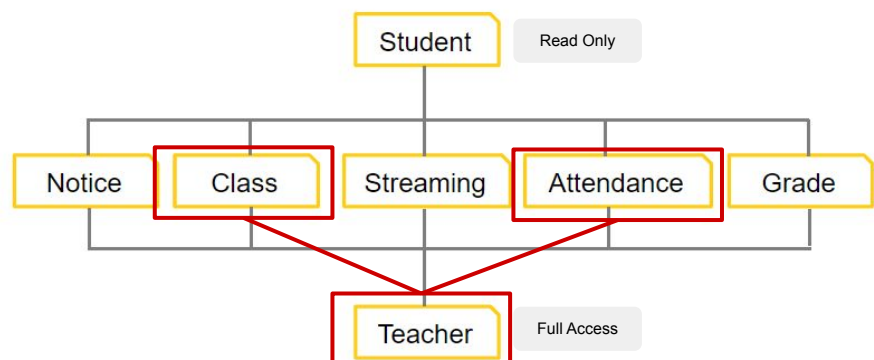 Student
Read Only
Notice
Class
Streaming
Attendance
Grade
Teacher
Full Access